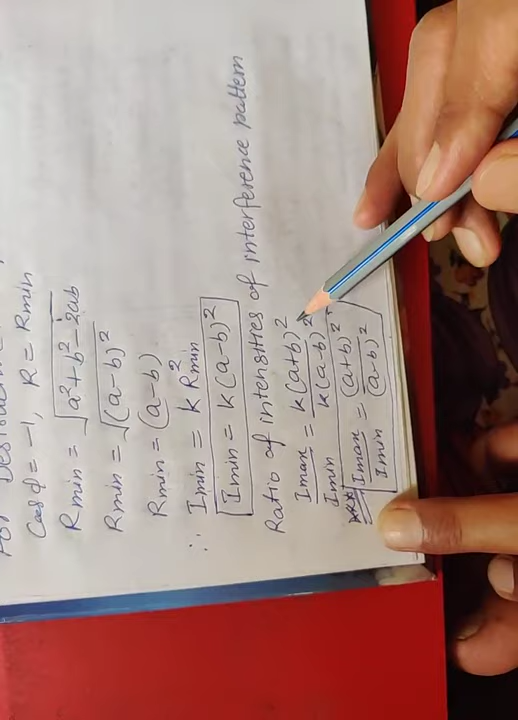 For Destructive
Cos Φ = -1, R = Rmin
Rmin = √a²+b²-2ab
Rmin = √(a-b)²
Rmin = (a-b)
∴ Imin = k R²min
Imin = k(a-b)²
Ratio of intensities of interference pattern
Imax/Imin = k(a+b)²/k(a-b)²
Imax/Imin = (a+b)²/(a-b)²